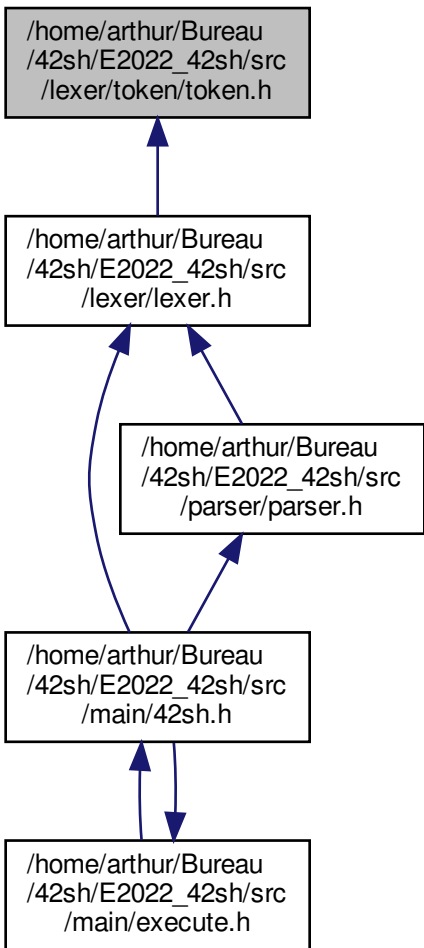 /home/arthur/Bureau
/42sh/E2022_42sh/src
/lexer/token/token.h
/home/arthur/Bureau
/42sh/E2022_42sh/src
/lexer/lexer.h
/home/arthur/Bureau
/42sh/E2022_42sh/src
/parser/parser.h
/home/arthur/Bureau
/42sh/E2022_42sh/src
/main/42sh.h
/home/arthur/Bureau
/42sh/E2022_42sh/src
/main/execute.h